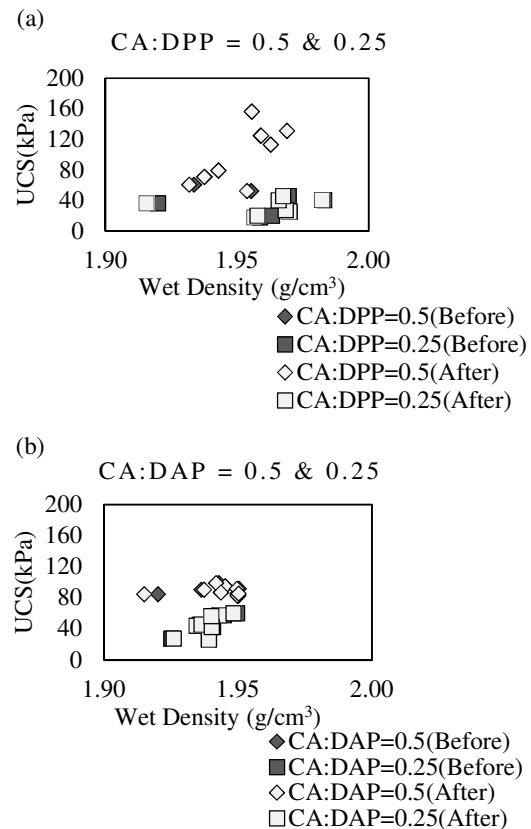 (a)
CA:DPP = 0.5 & 0.25
200
160
120
80
40
0
UCS(kPa)
1.90
1.95
2.00
Wet Density (g/cm³)
CA:DPP=0.5(Before)
CA:DPP=0.25(Before)
CA:DPP=0.5(After)
CA:DPP=0.25(After)
(b)
CA:DAP = 0.5 & 0.25
200
160
120
80
40
0
UCS(kPa)
1.90
1.95
2.00
Wet Density (g/cm³)
CA:DAP=0.5(Before)
CA:DAP=0.25(Before)
CA:DAP=0.5(After)
CA:DAP=0.25(After)